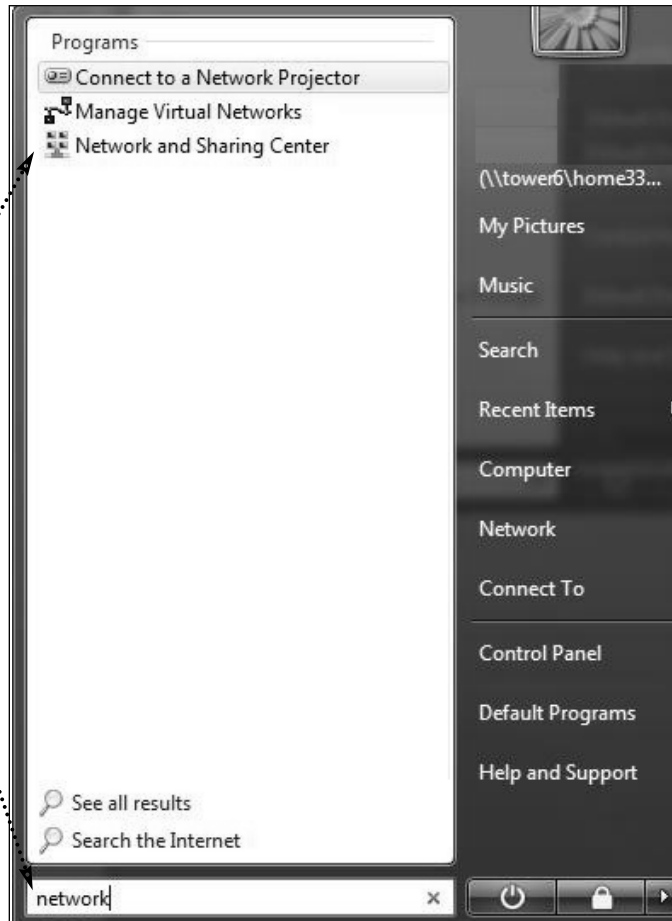 Programs
Connect to a Network Projector
Manage Virtual Networks
Network and Sharing Center
See all results
Search the Internet
network
(\\tower6\home33...
My Pictures
Music
Search
Recent Items
Computer
Network
Connect To
Control Panel
Default Programs
Help and Support